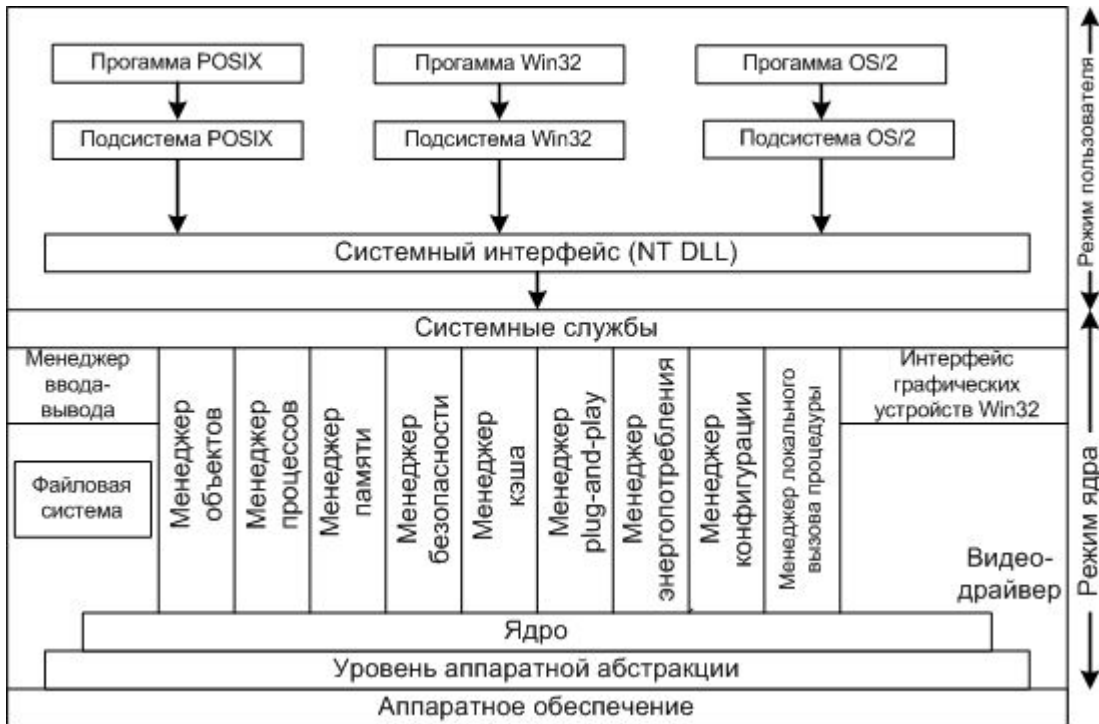 Прогамма POSIX
Прогамма Win32
Прогамма OS/2
Подсистема POSIX
Подсистема Win32
Подсистема OS/2
Системный интерфейс (NT DLL)
Режим пользователя
Системные службы
Менеджер
ввода-
вывода
Файловая
система
Менеджер
объектов
Менеджер
процессов
Менеджер
памяти
Менеджер
безопасности
Менеджер
кэша
Менеджер
plug-and-play
Менеджер
энергопотребления
Менеджер
конфигурации
Менеджер локального
вызова процедуры
Интерфейс
графических
устройств Win32
Видео-
драйвер
Режим ядра
Ядро
Уровень аппаратной абстракции
Аппаратное обеспечение